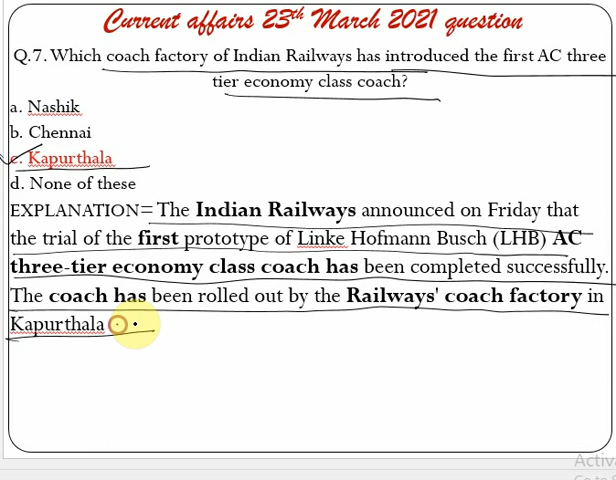 Current affairs 23th March 2021 question
Q.7. Which coach factory of Indian Railways has introduced the first AC three
tier economy class coach?
a. Nashik
b. Chennai
c. Kapurthala
d. None of these
EXPLANATION= The Indian Railways announced on Friday that
the trial of the first prototype of Linke Hofmann Busch (LHB) AC
three-tier economy class coach has been completed successfully.
The coach has been rolled out by the Railways' coach factory in
Kapurthala